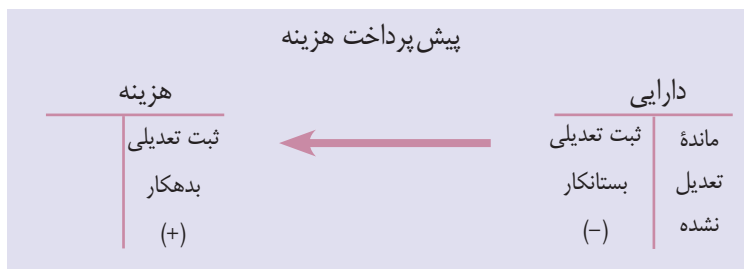 پیش‌پرداخت هزینه
دارایی
ماندهٔ
تعدیل
نشده
ثبت تعدیلی
بستانکار
(−)
هزینه
ثبت تعدیلی
بدهکار
(+)